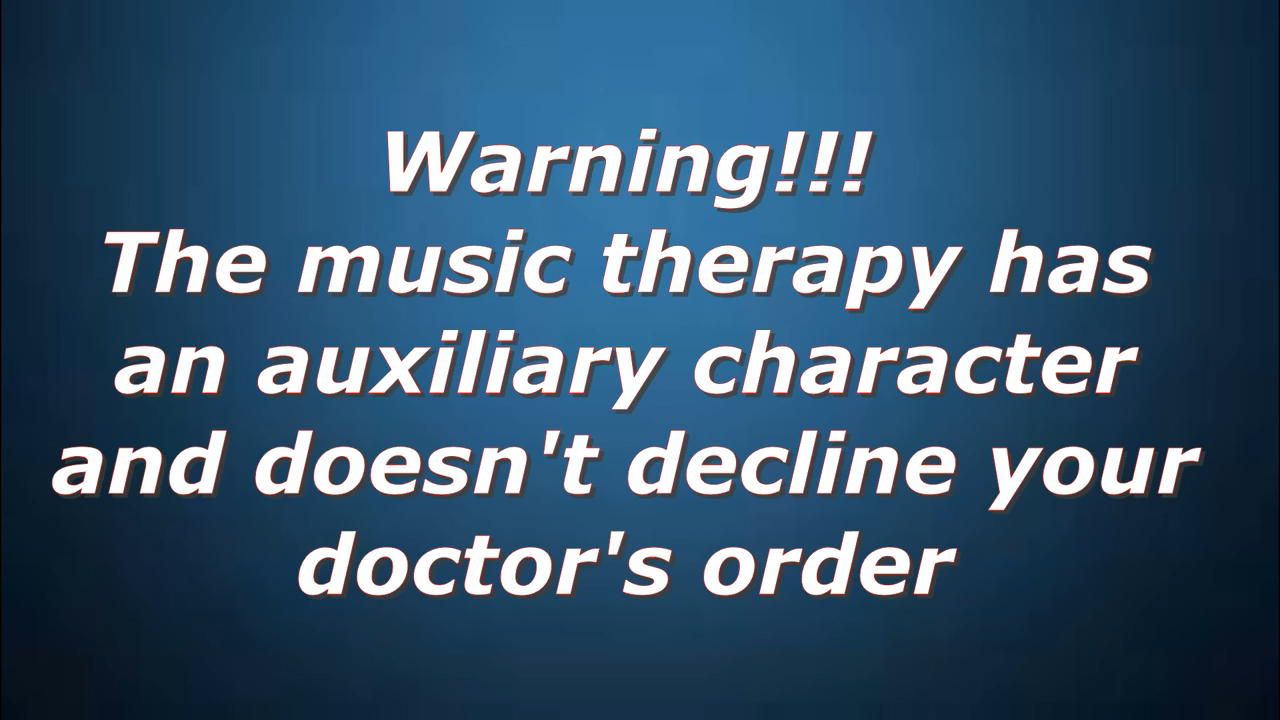 Warning!!!
The music therapy has
an auxiliary character
and doesn't decline your
doctor's order